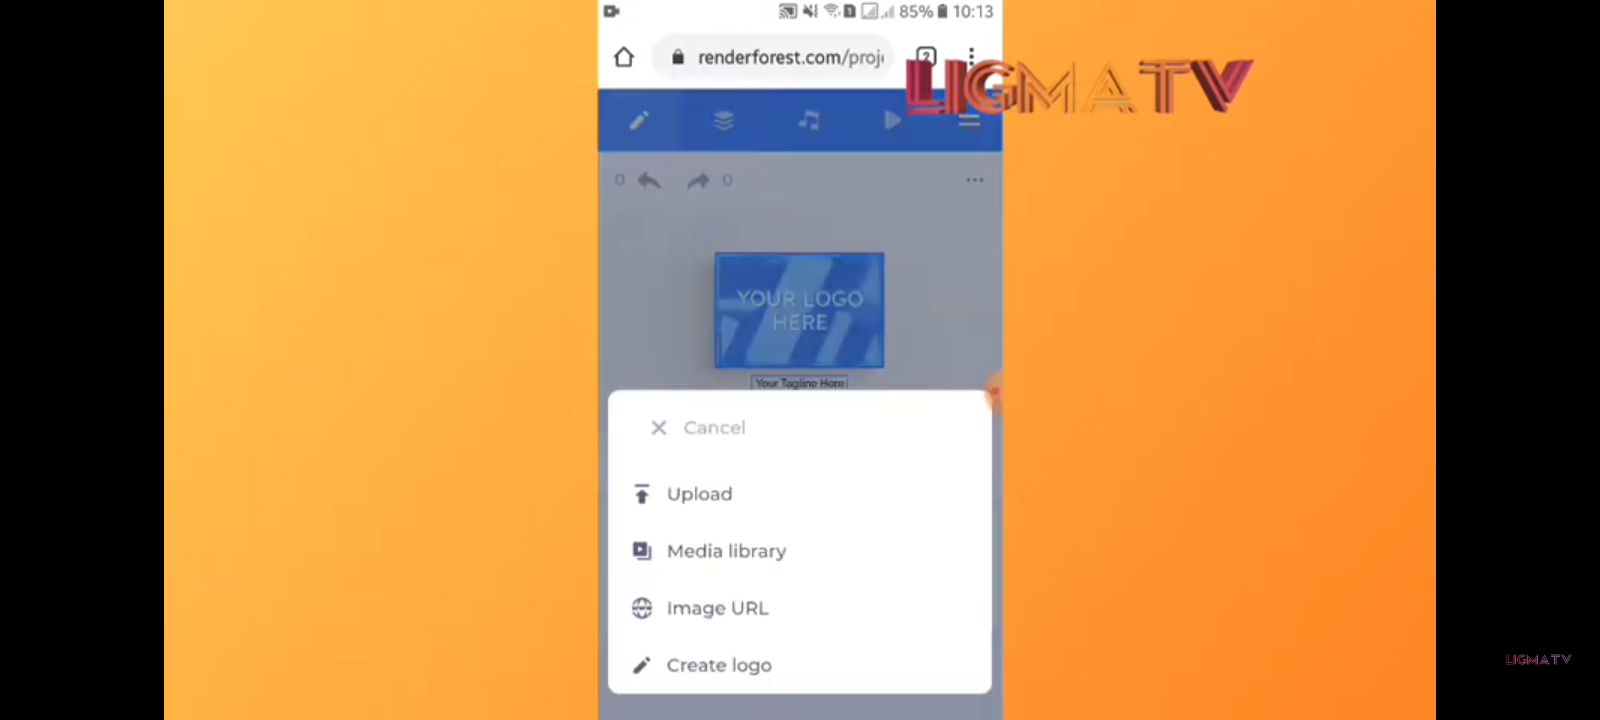 85% 10:13
renderforest.com/proj
2
LIGMATV
0 0
YOUR LOGO
HERE
Your Tagline Here
Cancel
Upload
Media library
Image URL
Create logo
LIGMATV